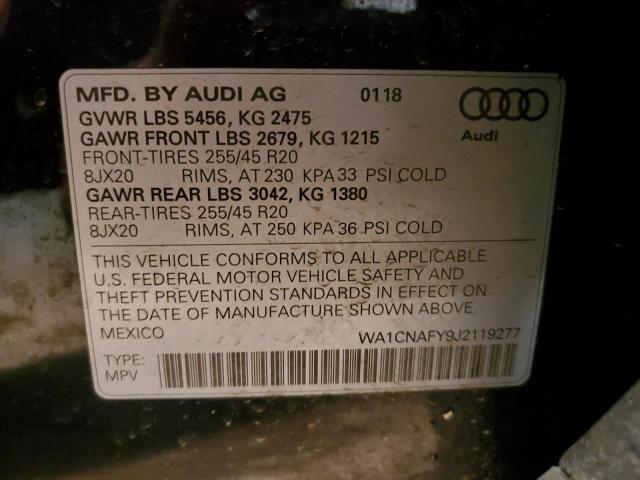 MFD. BY AUDI AG 0118
GVWR LBS 5456, KG 2475
GAWR FRONT LBS 2679, KG 1215
Audi
FRONT-TIRES 255/45 R20
8JX20 RIMS, AT 230 KPA 33 PSI COLD
GAWR REAR LBS 3042, KG 1380
REAR-TIRES 255/45 R20
8JX20 RIMS, AT 250 KPA 36 PSI COLD
THIS VEHICLE CONFORMS TO ALL APPLICABLE
U.S. FEDERAL MOTOR VEHICLE SAFETY AND
THEFT PREVENTION STANDARDS IN EFFECT ON
THE DATE OF MANUFACTURE SHOWN ABOVE.
MEXICO WA1CNAFY9J2119277
TYPE:
MPV